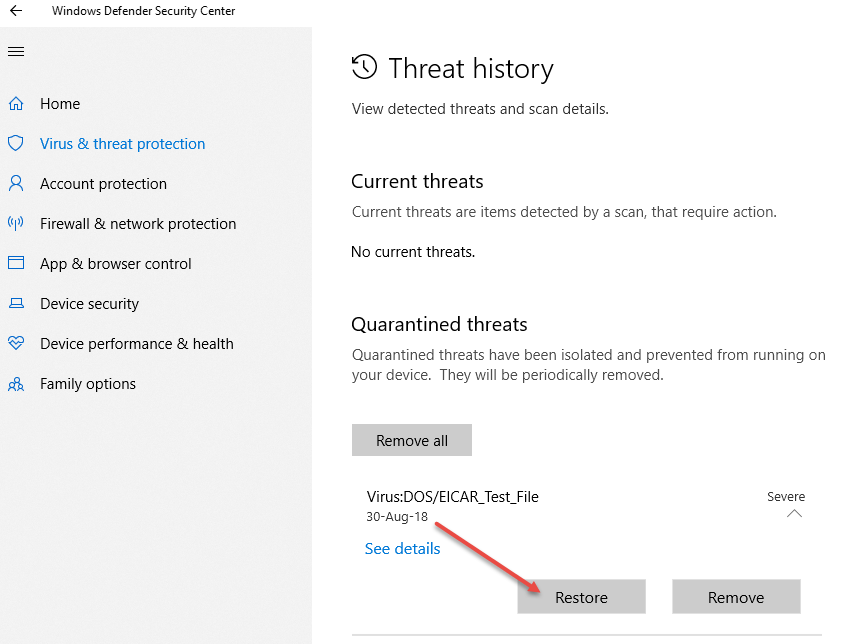 Windows Defender Security Center
Home
Virus & threat protection
Account protection
Firewall & network protection
App & browser control
Device security
Device performance & health
Family options
Threat history
View detected threats and scan details.
Current threats
Current threats are items detected by a scan, that require action.
No current threats.
Quarantined threats
Quarantined threats have been isolated and prevented from running on
your device.  They will be periodically removed.
Remove all
Virus:DOS/EICAR_Test_File
Severe
30-Aug-18
See details
Restore
Remove